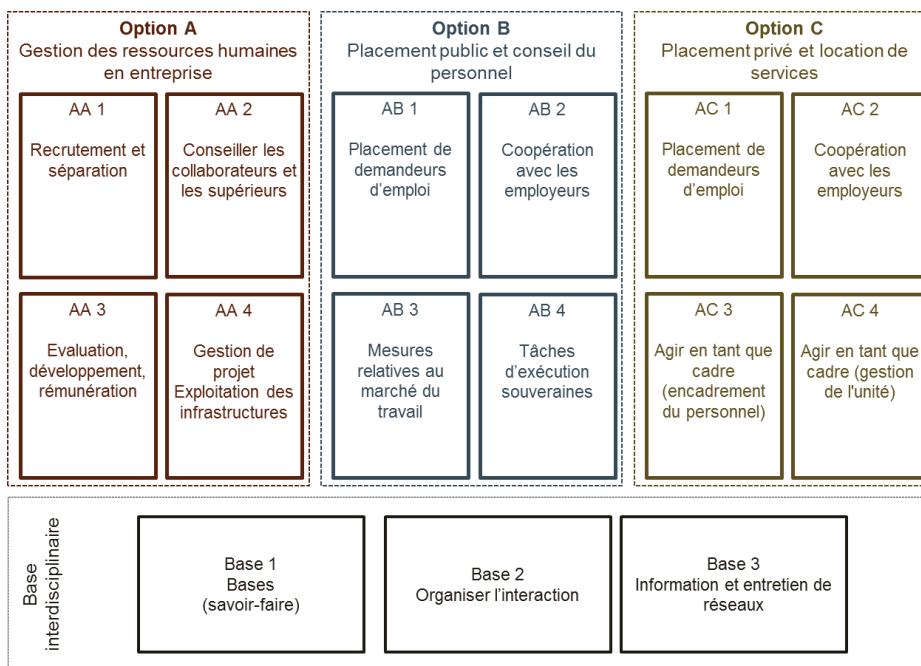 Option A
Gestion des ressources humaines
en entreprise
AA 1
Recrutement et
séparation
AA 2
Conseiller les
collaborateurs et
les supérieurs
AA 3
Evaluation,
développement,
rémunération
AA 4
Gestion de
projet
Exploitation des
infrastructures
Option B
Placement public et conseil du
personnel
AB 1
Placement de
demandeurs
d’emploi
AB 2
Coopération
avec les
employeurs
AB 3
Mesures
relatives au
marché du
travail
AB 4
Tâches
d’exécution
souveraines
Option C
Placement privé et location de
services
AC 1
Placement de
demandeurs
d’emploi
AC 2
Coopération
avec les
employeurs
AC 3
Agir en tant que
cadre
(encadrement
du personnel)
AC 4
Agir en tant que
cadre (gestion
de l'unité)
Base
interdisciplinaire
Base 1
Bases
(savoir-faire)
Base 2
Organiser l’interaction
Base 3
Information et entretien de
réseaux